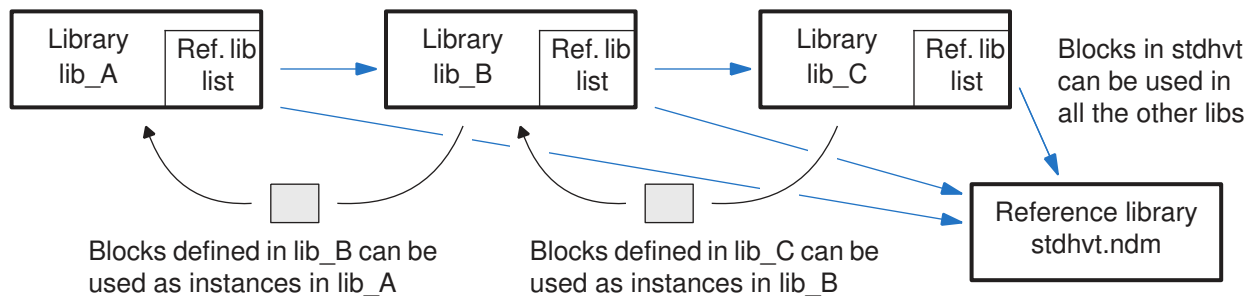 Library
lib_A
Ref. lib
list
Library
lib_B
Ref. lib
list
Library
lib_C
Ref. lib
list
Blocks in stdhvt
can be used in
all the other libs
Reference library
stdhvt.ndm
Blocks defined in lib_B can be
used as instances in lib_A
Blocks defined in lib_C can be
used as instances in lib_B